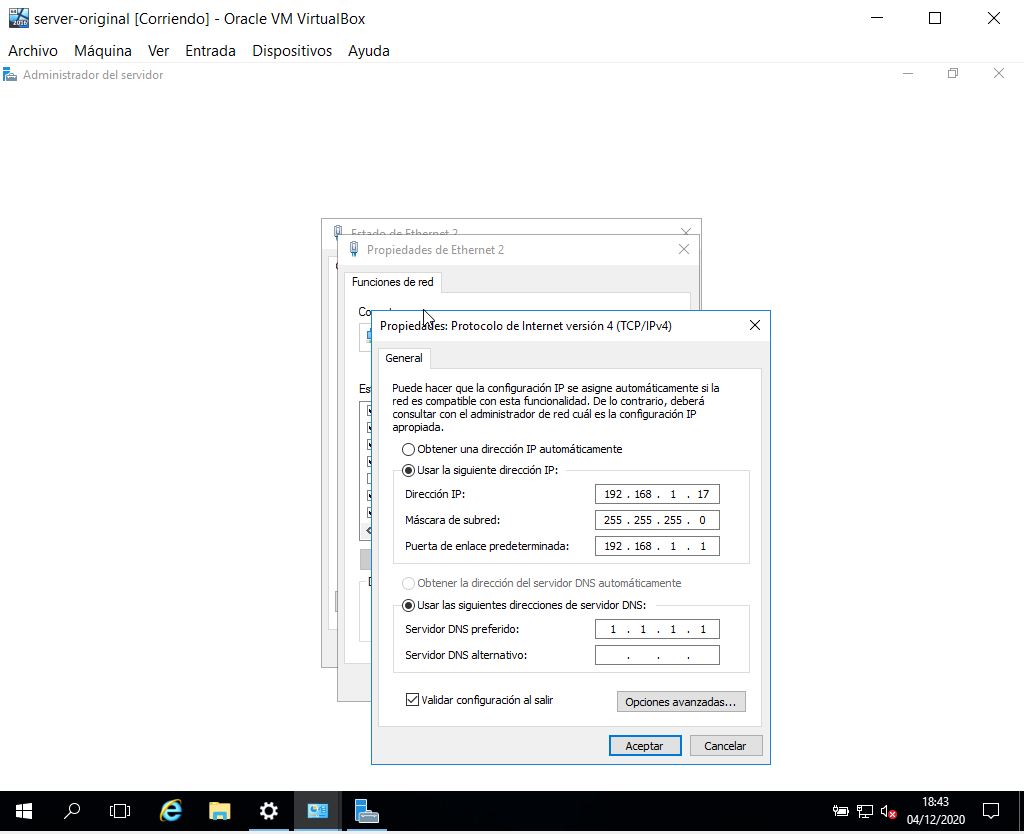 server-original [Corriendo] - Oracle VM VirtualBox
Archivo Máquina Ver Entrada Dispositivos Ayuda
Administrador del servidor
Estado de Ethernet 2
Propiedades de Ethernet 2
Funciones de red
Propiedades: Protocolo de Internet versión 4 (TCP/IPv4)
General
Puede hacer que la configuración IP se asigne automáticamente si la
red es compatible con esta funcionalidad. De lo contrario, deberá
consultar con el administrador de red cuál es la configuración IP
apropiada.
Obtener una dirección IP automáticamente
Usar la siguiente dirección IP:
Dirección IP: 192 . 168 . 1 . 17
Máscara de subred: 255 . 255 . 255 . 0
Puerta de enlace predeterminada: 192 . 168 . 1 . 1
Obtener la dirección del servidor DNS automáticamente
Usar las siguientes direcciones de servidor DNS:
Servidor DNS preferido: 1 . 1 . 1 . 1
Servidor DNS alternativo: . . .
Validar configuración al salir
Opciones avanzadas...
Aceptar Cancelar
18:43
04/12/2020